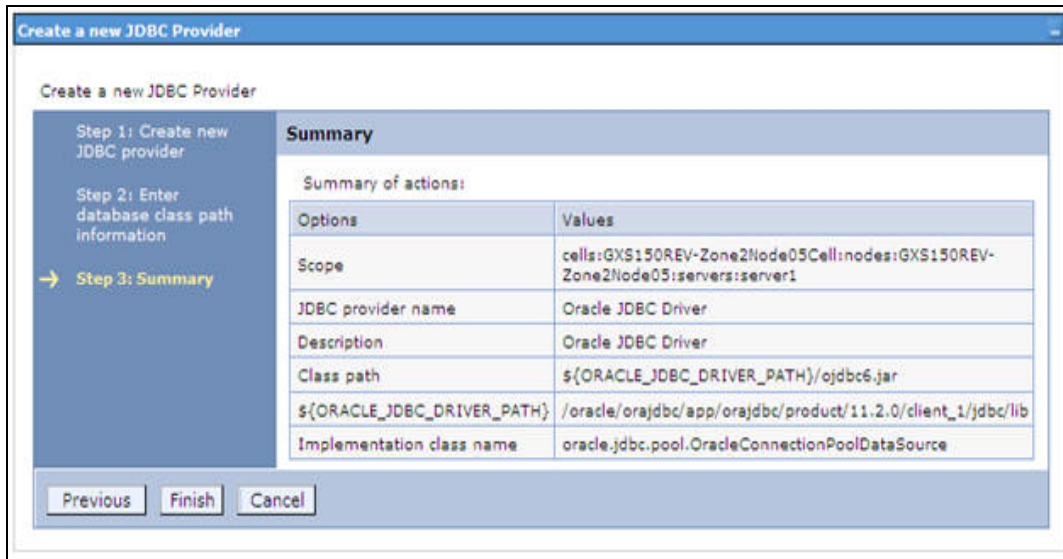 Create a new JDBC Provider
Create a new JDBC Provider
Step 1: Create new
JDBC provider
Step 2: Enter
database class path
information
Step 3: Summary
Summary
Summary of actions:
Options Values
Scope cells:GXS150REV-Zone2Node05Cell:nodes:GXS150REV-
Zone2Node05:servers:server1
JDBC provider name Oracle JDBC Driver
Description Oracle JDBC Driver
Class path ${ORACLE_JDBC_DRIVER_PATH}/ojdbc6.jar
${ORACLE_JDBC_DRIVER_PATH} /oracle/orajdbc/app/orajdbc/product/11.2.0/client_1/jdbc/lib
Implementation class name oracle.jdbc.pool.OracleConnectionPoolDataSource
Previous Finish Cancel